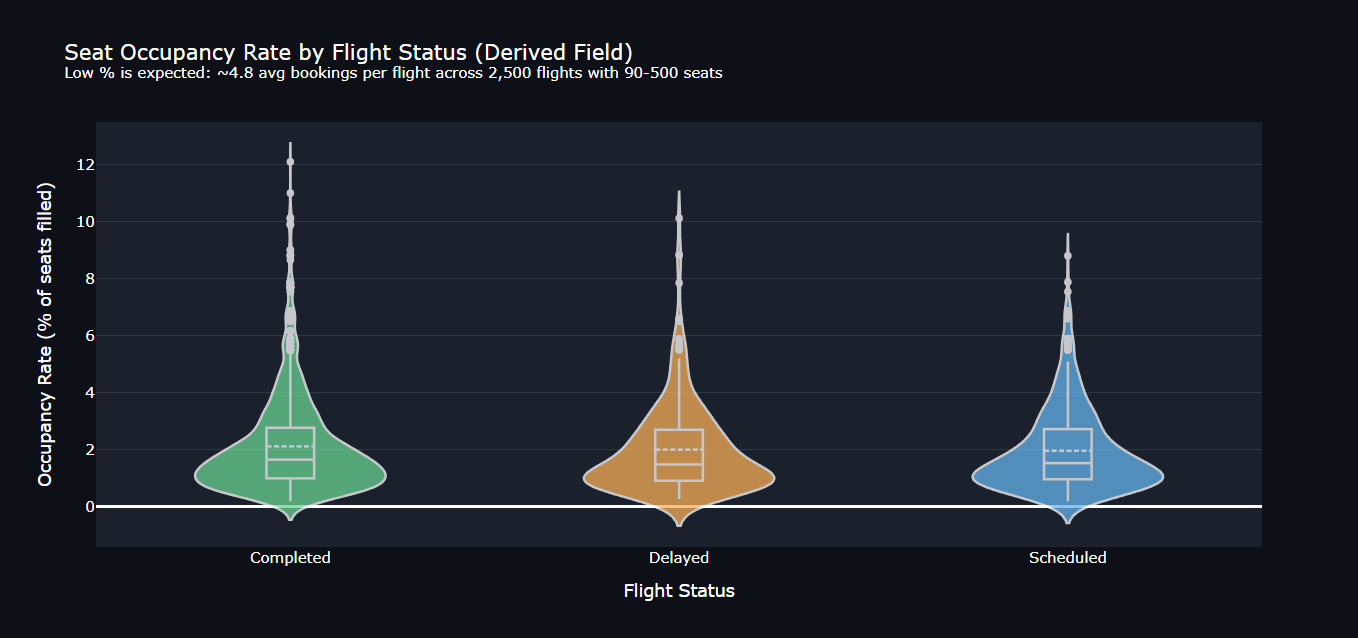 Seat Occupancy Rate by Flight Status (Derived Field)
Low % is expected: ~4.8 avg bookings per flight across 2,500 flights with 90-500 seats
Occupancy Rate (% of seats filled)
12
10
8
6
4
2
0
Completed
Delayed
Scheduled
Flight Status